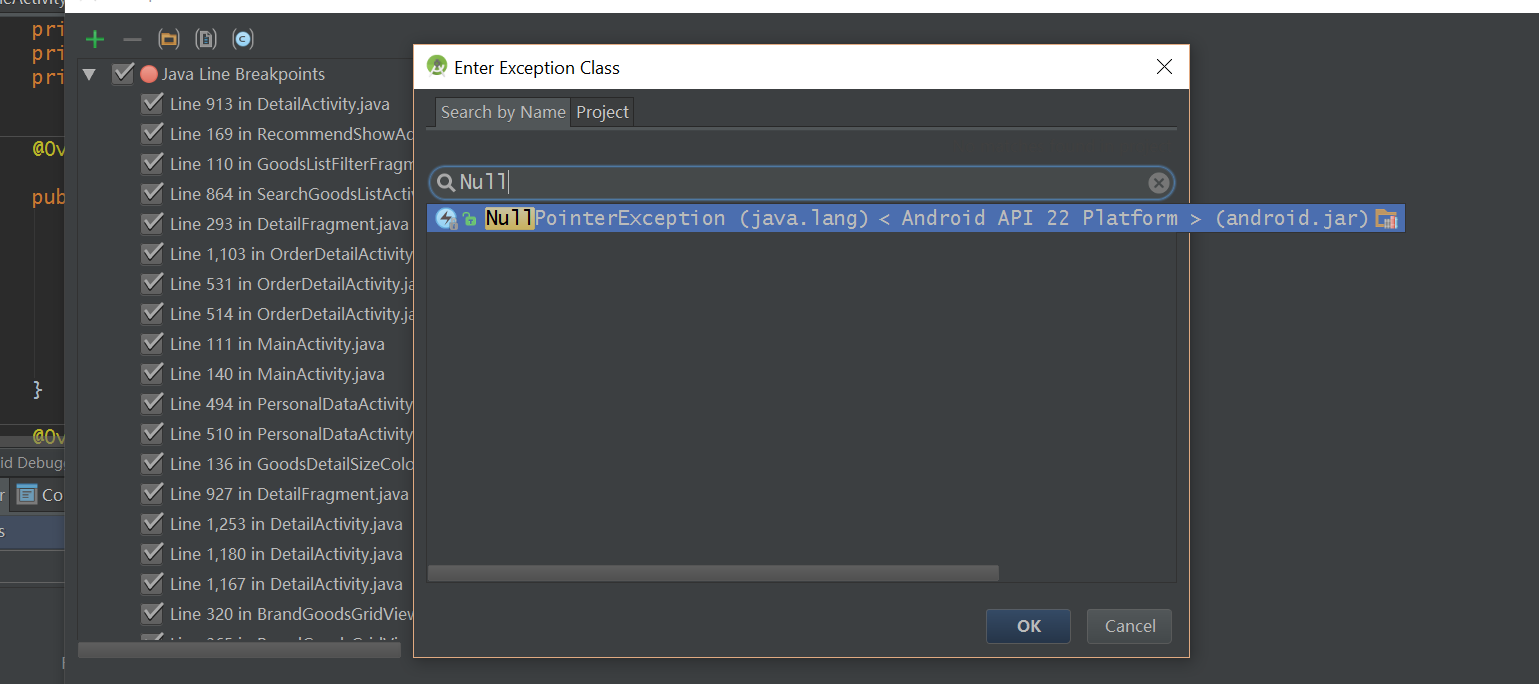 pri
pri
pri
@Ov
pub
}
@Ov
Java Line Breakpoints
Line 913 in DetailActivity.java
Line 169 in RecommendShowAd
Line 110 in GoodsListFilterFragm
Line 864 in SearchGoodsListActiv
Line 293 in DetailFragment.java
Line 1,103 in OrderDetailActivity
Line 531 in OrderDetailActivity.ja
Line 514 in OrderDetailActivity.ja
Line 111 in MainActivity.java
Line 140 in MainActivity.java
Line 494 in PersonalDataActivity
Line 510 in PersonalDataActivity
Line 136 in GoodsDetailSizeColo
Line 927 in DetailFragment.java
Line 1,253 in DetailActivity.java
Line 1,180 in DetailActivity.java
Line 1,167 in DetailActivity.java
Line 320 in BrandGoodsGridView
Enter Exception Class
Search by Name Project
Null
NullPointerException (java.lang) < Android API 22 Platform > (android.jar)
OK Cancel
id Debug
Co